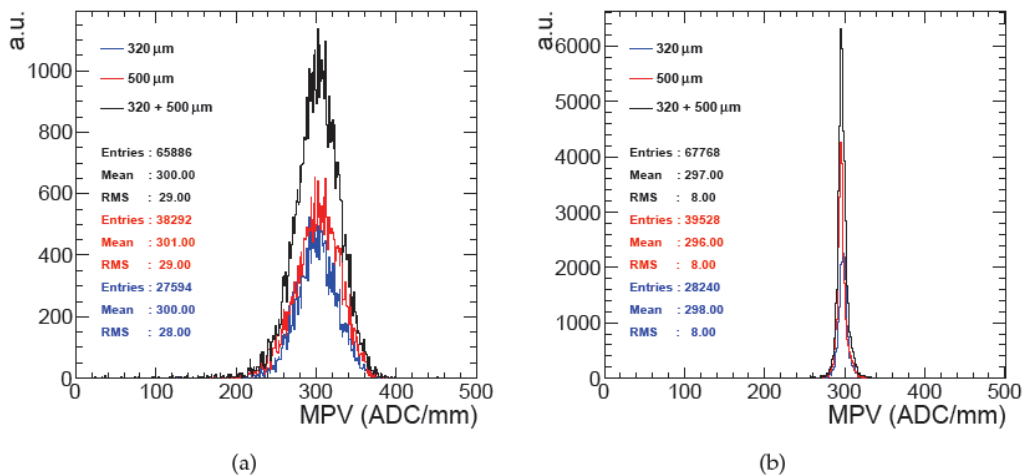 a.u.
1000
800
600
400
200
0
320 μm
500 μm
320 + 500 μm
Entries : 65886
Mean : 300.00
RMS : 29.00
Entries : 38292
Mean : 301.00
RMS : 29.00
Entries : 27594
Mean : 300.00
RMS : 28.00
0 100 200 300 400 500
MPV (ADC/mm)
(a)
a.u.
6000
5000
4000
3000
2000
1000
0
320 μm
500 μm
320 + 500 μm
Entries : 67768
Mean : 297.00
RMS : 8.00
Entries : 39528
Mean : 296.00
RMS : 8.00
Entries : 28240
Mean : 298.00
RMS : 8.00
0 100 200 300 400 500
MPV (ADC/mm)
(b)